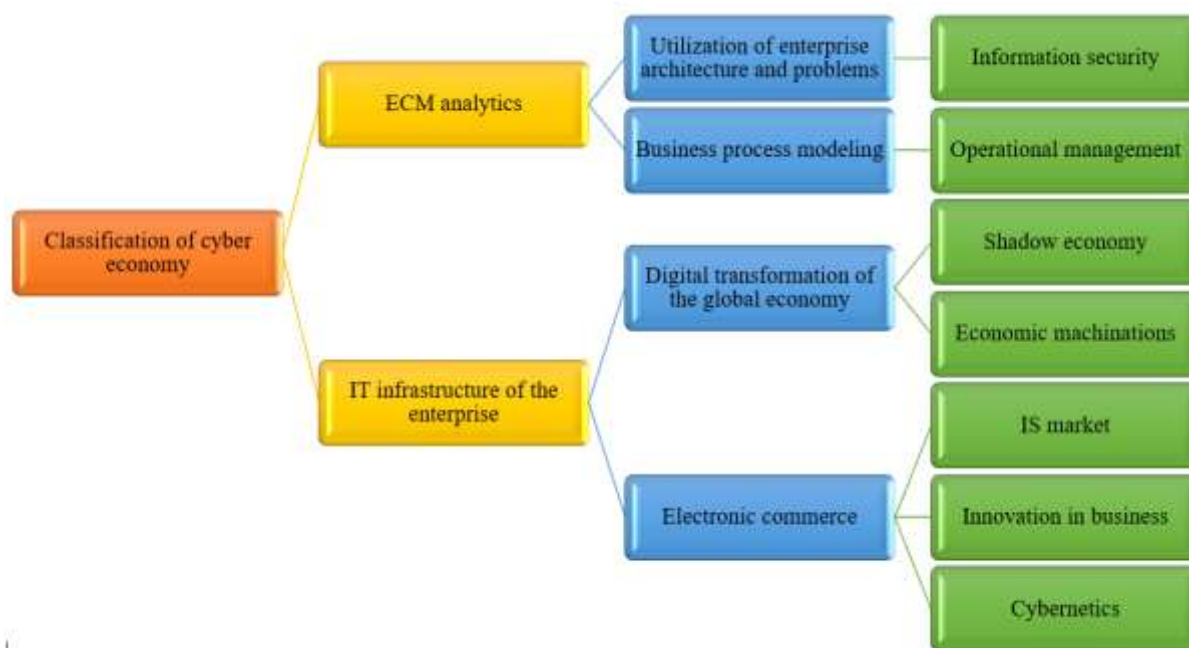 Classification of cyber
economy
ECM analytics
IT infrastructure of the
enterprise
Utilization of enterprise
architecture and problems
Business process modeling
Digital transformation of
the global economy
Electronic commerce
Information security
Operational management
Shadow economy
Economic machinations
IS market
Innovation in business
Cybernetics